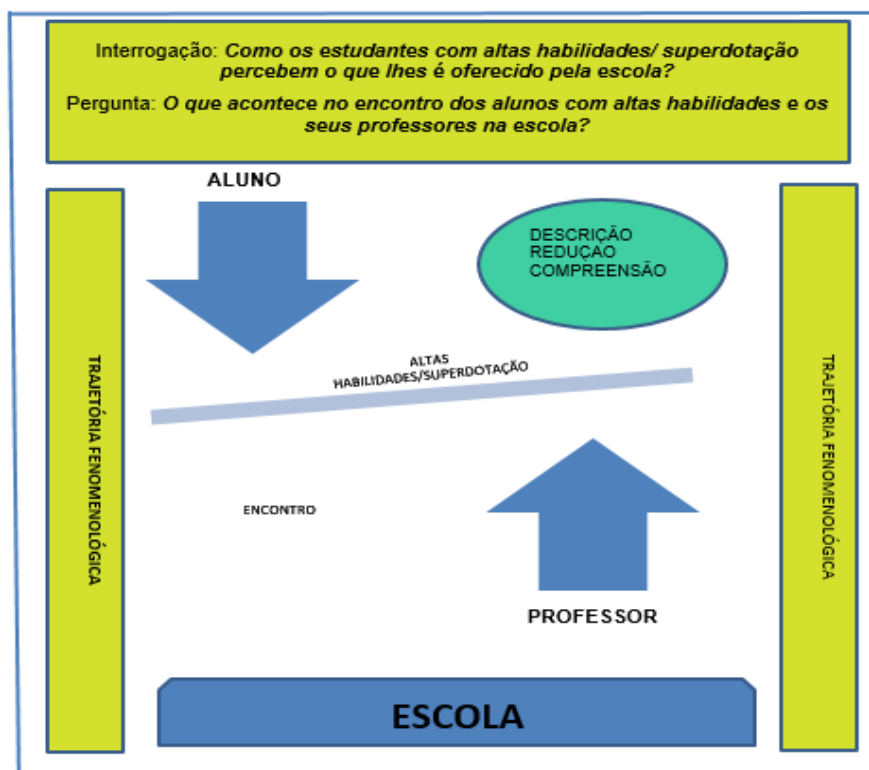 Interrogação: Como os estudantes com altas habilidades/ superdotação
percebem o que lhes é oferecido pela escola?
Pergunta: O que acontece no encontro dos alunos com altas habilidades e os
seus professores na escola?
ALUNO
DESCRIÇÃO
REDUÇAO
COMPREENSÃO
TRAJETÓRIA FENOMENOLÓGICA
ALTAS
HABILIDADES/SUPERDOTAÇÃO
TRAJETÓRIA FENOMENOLÓGICA
ENCONTRO
PROFESSOR
ESCOLA